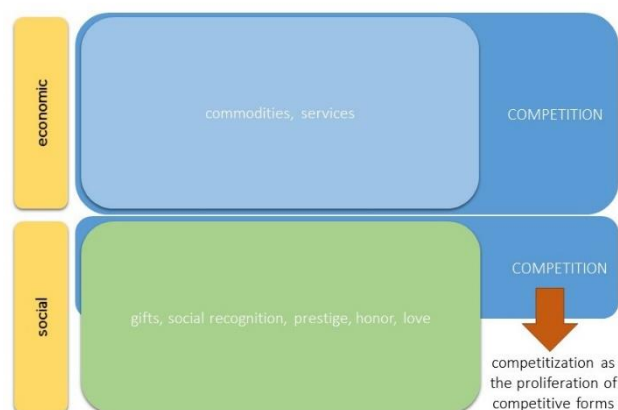 economic
commodities, services
COMPETITION
social
gifts, social recognition, prestige, honor, love
COMPETITION
competitization as
the proliferation of
competitive forms